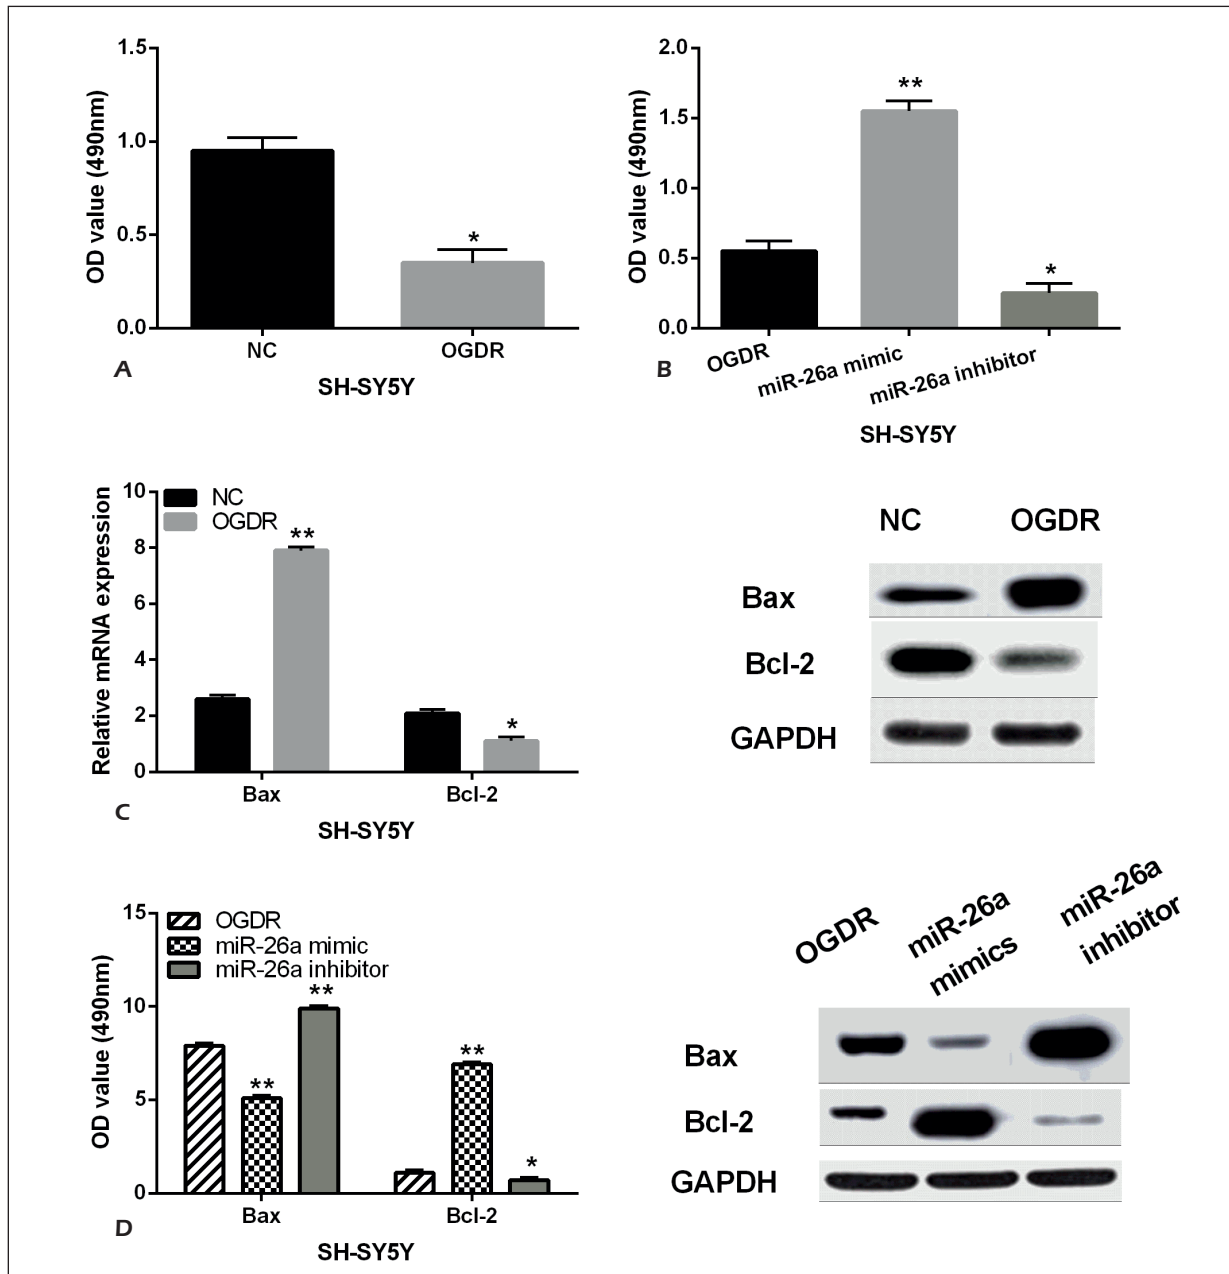 1.5
1.0
0.5
0.0
OD value (490nm)
*
NC OGDR
SH-SY5Y
A
2.0
1.5
1.0
0.5
0.0
OD value (490nm)
**
*
OGDR
miR-26a mimic
miR-26a inhibitor
SH-SY5Y
B
10
8
6
4
2
0
Relative mRNA expression
NC
OGDR
**
*
Bax Bcl-2
SH-SY5Y
C
NC OGDR
Bax
Bcl-2
GAPDH
15
10
5
0
OD value (490nm)
OGDR
miR-26a mimic
miR-26a inhibitor
**
**
**
*
Bax Bcl-2
SH-SY5Y
D
OGDR
miR-26a
mimics
miR-26a
inhibitor
Bax
Bcl-2
GAPDH